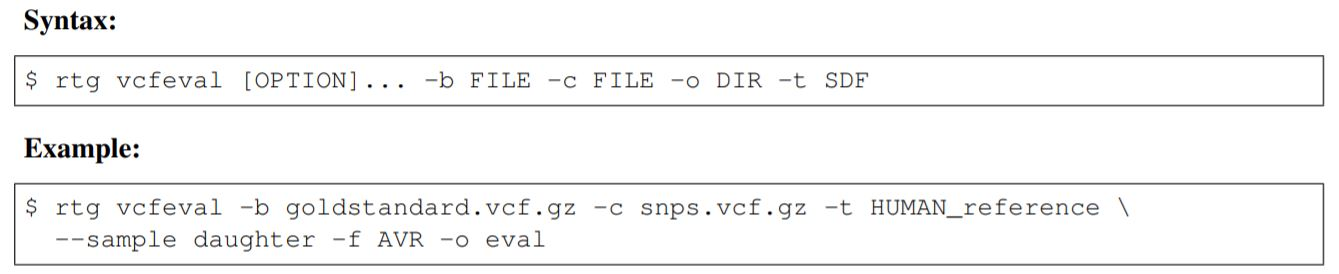 Syntax:
$ rtg vcfeval [OPTION]... -b FILE -c FILE -o DIR -t SDF
Example:
$ rtg vcfeval -b goldstandard.vcf.gz -c snps.vcf.gz -t HUMAN_reference \
--sample daughter -f AVR -o eval